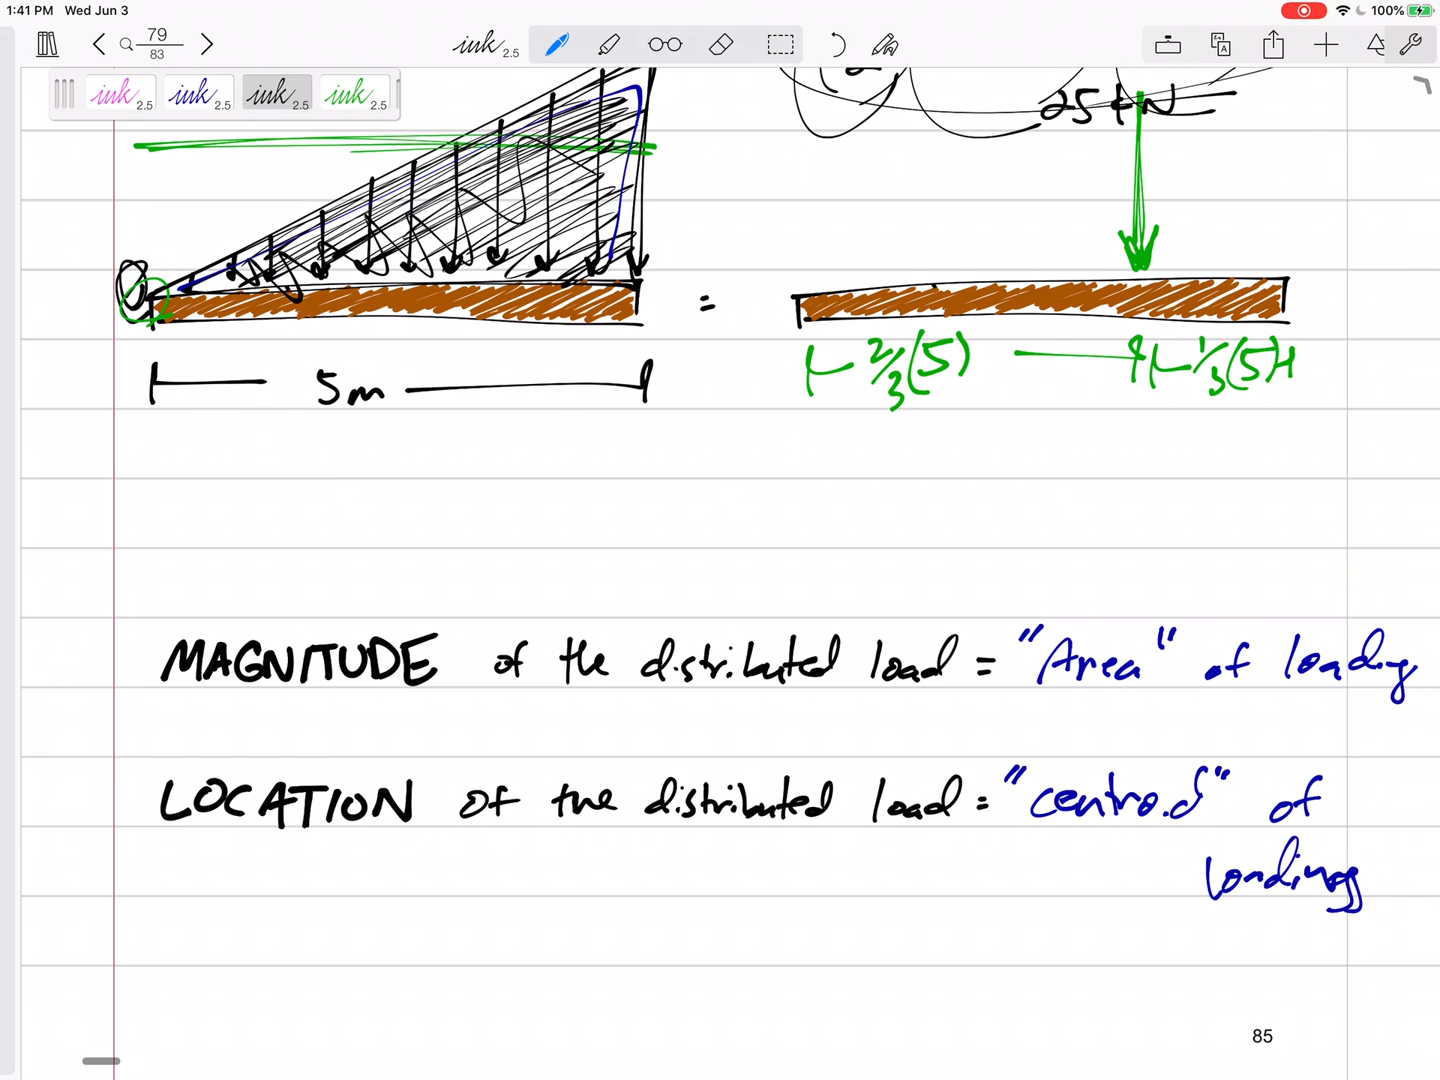 1:41 PM Wed Jun 3
100%
79
83
ink 2.5
ink 2.5
ink 2.5
ink 2.5
ink 2.5
25 kN
0
=
5m
2/3(5)
1/3(5)
MAGNITUDE of the distributed load = "Area" of loading
LOCATION of the distributed load = "centroid" of
loading
85